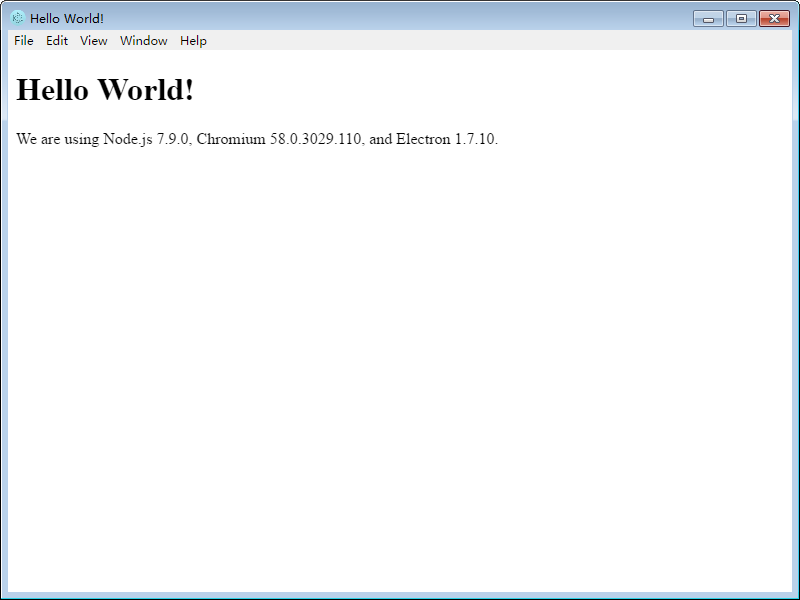 Hello World!
File Edit View Window Help
Hello World!
We are using Node.js 7.9.0, Chromium 58.0.3029.110, and Electron 1.7.10.